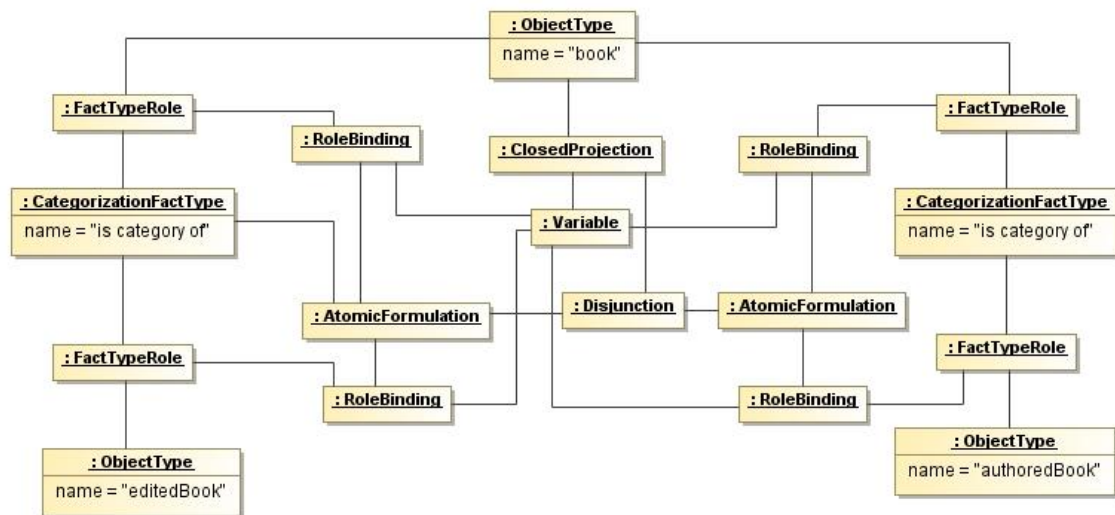 : ObjectType
name = "book"
: FactTypeRole
: FactTypeRole
: RoleBinding
: ClosedProjection
: RoleBinding
: CategorizationFactType
name = "is category of"
: Variable
: CategorizationFactType
name = "is category of"
: AtomicFormulation
: Disjunction
: AtomicFormulation
: FactTypeRole
: FactTypeRole
: RoleBinding
: RoleBinding
: ObjectType
name = "editedBook"
: ObjectType
name = "authoredBook"